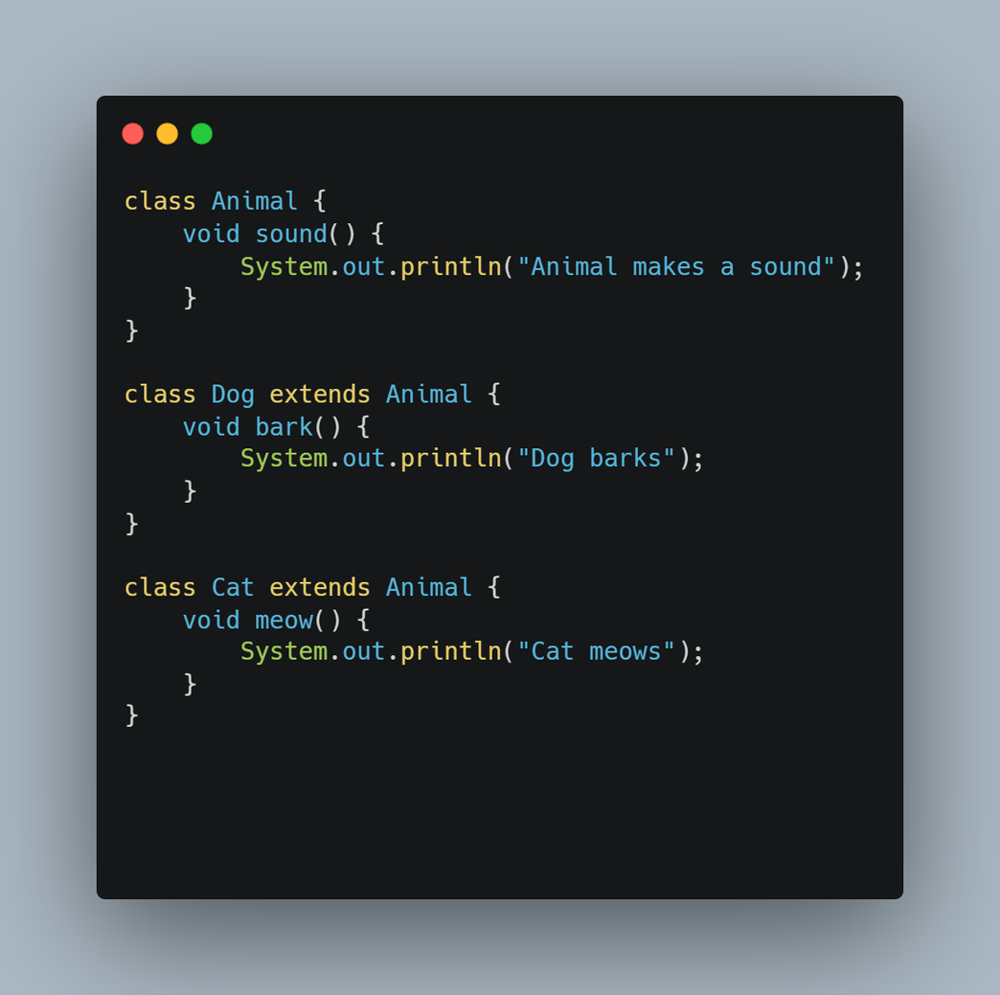 class Animal {
    void sound() {
        System.out.println("Animal makes a sound");
    }
}

class Dog extends Animal {
    void bark() {
        System.out.println("Dog barks");
    }
}

class Cat extends Animal {
    void meow() {
        System.out.println("Cat meows");
    }
}